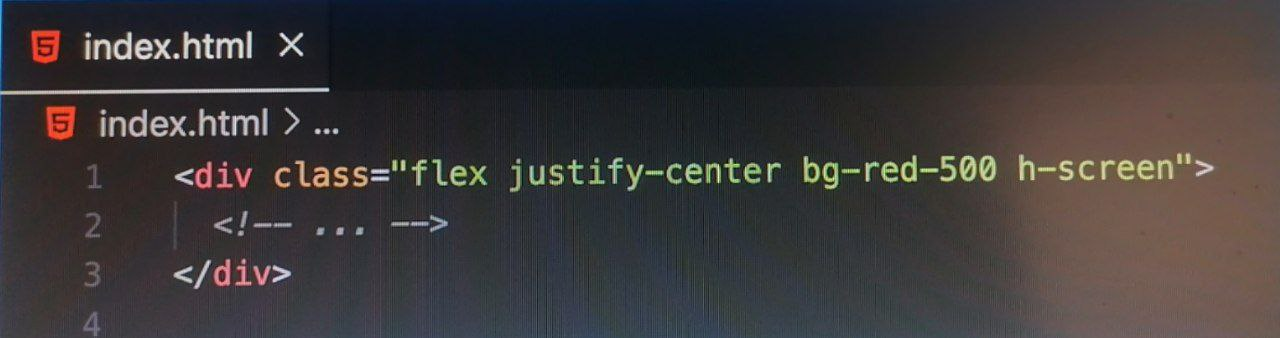 index.html ×
index.html > ...
1 <div class="flex justify-center bg-red-500 h-screen">
2 <!-- ... -->
3 </div>
4